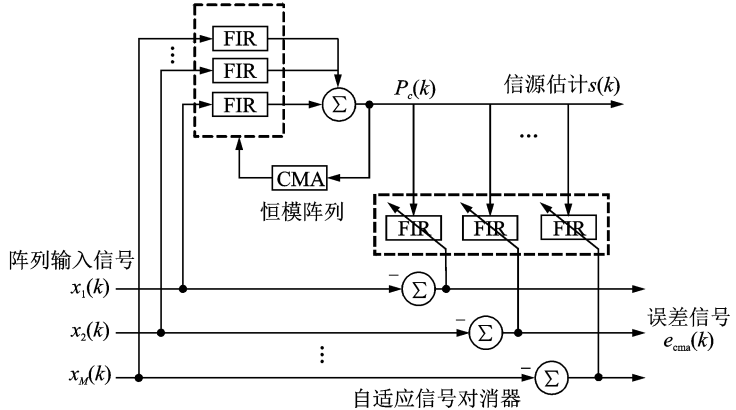 FIR
FIR
FIR
Σ
P_c(k)
信源估计s(k)
⋯
CMA
恒模阵列
FIR
FIR
FIR
阵列输入信号
x_1(k)
− Σ
x_2(k)
− Σ
误差信号
e_cma(k)
x_M(k)
− Σ
自适应信号对消器